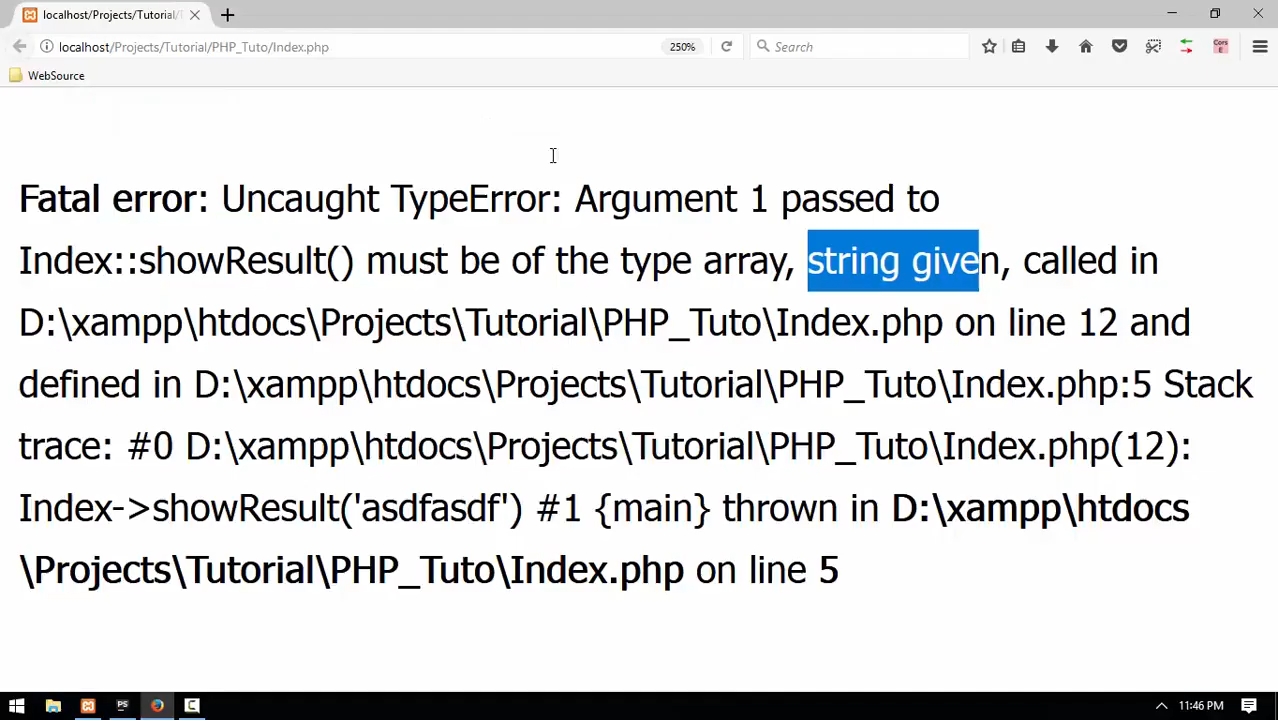 localhost/Projects/Tutorial/
localhost/Projects/Tutorial/PHP_Tuto/Index.php
250%
Search
Cors
E
WebSource
Fatal error: Uncaught TypeError: Argument 1 passed to
Index::showResult() must be of the type array, string given, called in
D:\xampp\htdocs\Projects\Tutorial\PHP_Tuto\Index.php on line 12 and
defined in D:\xampp\htdocs\Projects\Tutorial\PHP_Tuto\Index.php:5 Stack
trace: #0 D:\xampp\htdocs\Projects\Tutorial\PHP_Tuto\Index.php(12):
Index->showResult('asdfasdf') #1 {main} thrown in D:\xampp\htdocs
\Projects\Tutorial\PHP_Tuto\Index.php on line 5
PS
11:46 PM